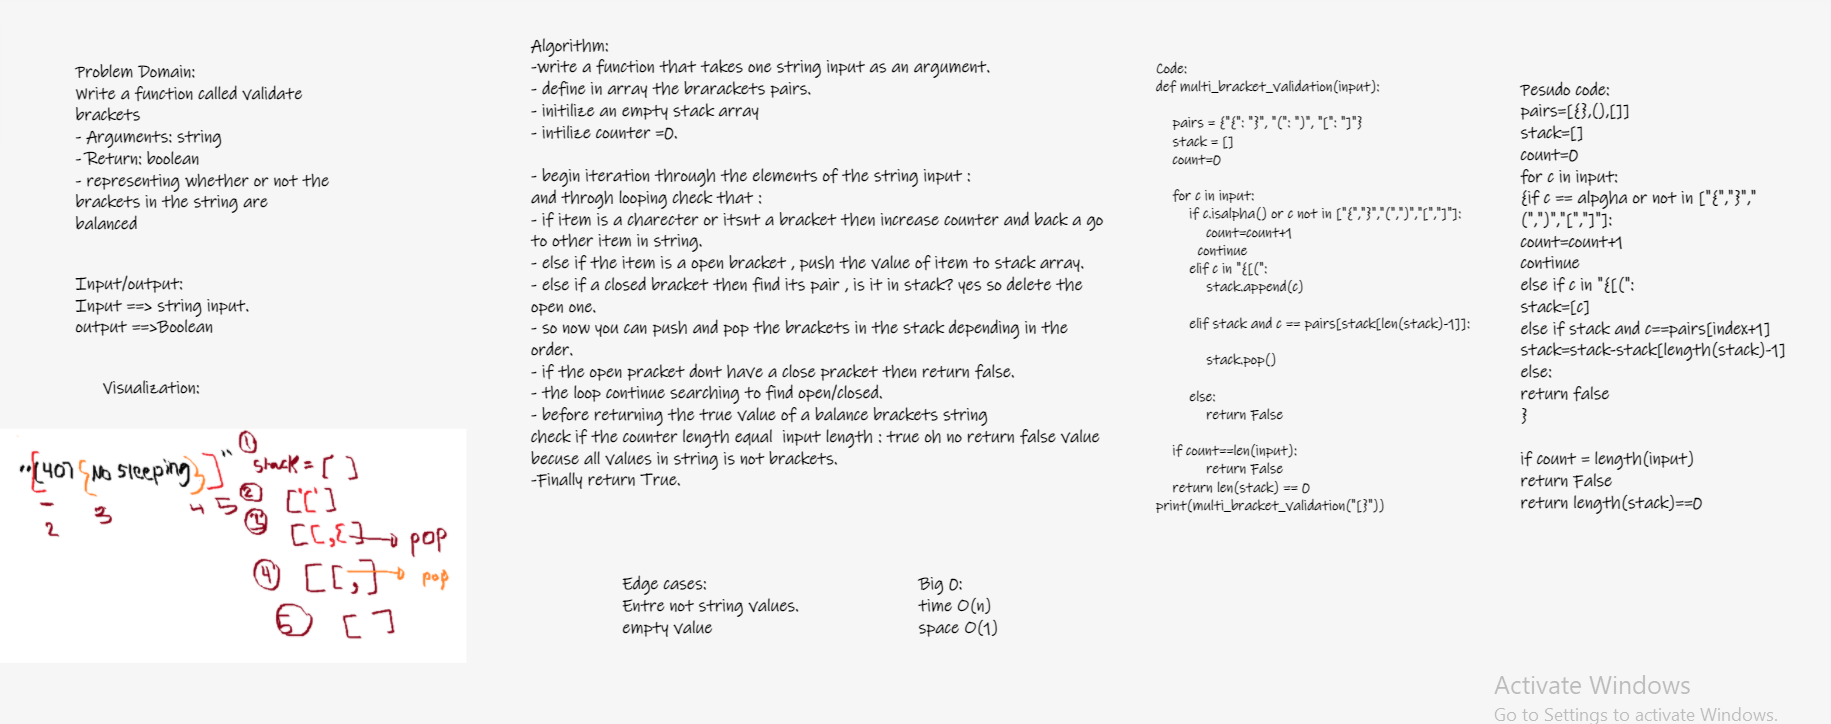 Problem Domain:
Write a function called validate
brackets
- Arguments: string
- Return: boolean
- representing whether or not the
brackets in the string are
balanced
Input/output:
Input ==> string input.
output ==>Boolean
Visualization:
"[407 {No sleeping}]"
2
3
4
5
1
stack = [ ]
2
['[']
[[,{]
pop
4
[[,]
pop
5
[ ]
Algorithm:
-write a function that takes one string input as an argument.
- define in array the brarackets pairs.
- initilize an empty stack array
- intilize counter =0.
- begin iteration through the elements of the string input :
and throgh looping check that :
- if item is a charecter or itsnt a bracket then increase counter and back a go
to other item in string.
- else if the item is a open bracket , push the value of item to stack array.
- else if a closed bracket then find its pair , is it in stack? yes so delete the
open one.
- so now you can push and pop the brackets in the stack depending in the
order.
- if the open pracket dont have a close pracket then return false.
- the loop continue searching to find open/closed.
- before returning the true value of a balance brackets string
check if the counter length equal  input length : true oh no return false value
becuse all values in string is not brackets.
-Finally return True.
Edge cases:
Entre not string values.
empty value
Big O:
time O(n)
space O(1)
Code:
def multi_bracket_validation(input):
pairs = {"{": "}", "(": ")", "[": "]"}
stack = []
count=0
for c in input:
if c.isalpha() or c not in ["{","}","(",")","[","]"]:
count=count+1
continue
elif c in "{[(":
stack.append(c)
elif stack and c == pairs[stack[len(stack)-1]]:
stack.pop()
else:
return False
if count==len(input):
return False
return len(stack) == 0
print(multi_bracket_validation("[}"))
Pesudo code:
pairs=[{},(),[]]
stack=[]
count=0
for c in input:
{if c == alpgha or not in ["{","}","
(",")","[","]"]:
count=count+1
continue
else if c in "{[(":
stack=[c]
else if stack and c==pairs[index+1]
stack=stack-stack[length(stack)-1]
else:
return false
}
if count = length(input)
return False
return length(stack)==0
Activate Windows
Go to Settings to activate Windows.